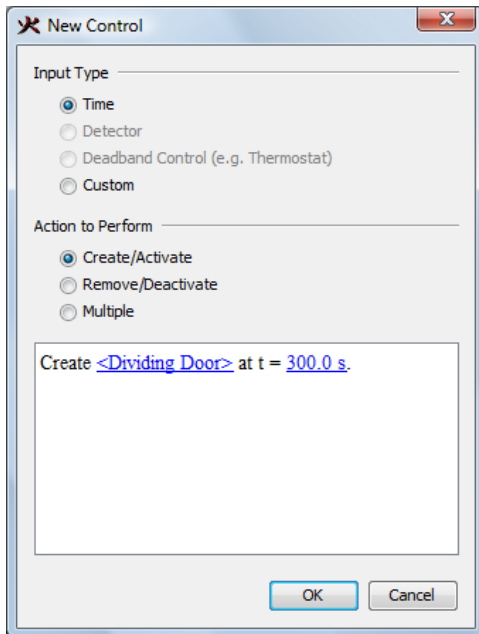 New Control
Input Type
Time
Detector
Deadband Control (e.g. Thermostat)
Custom
Action to Perform
Create/Activate
Remove/Deactivate
Multiple
Create <Dividing Door> at t = 300.0 s.
OK Cancel